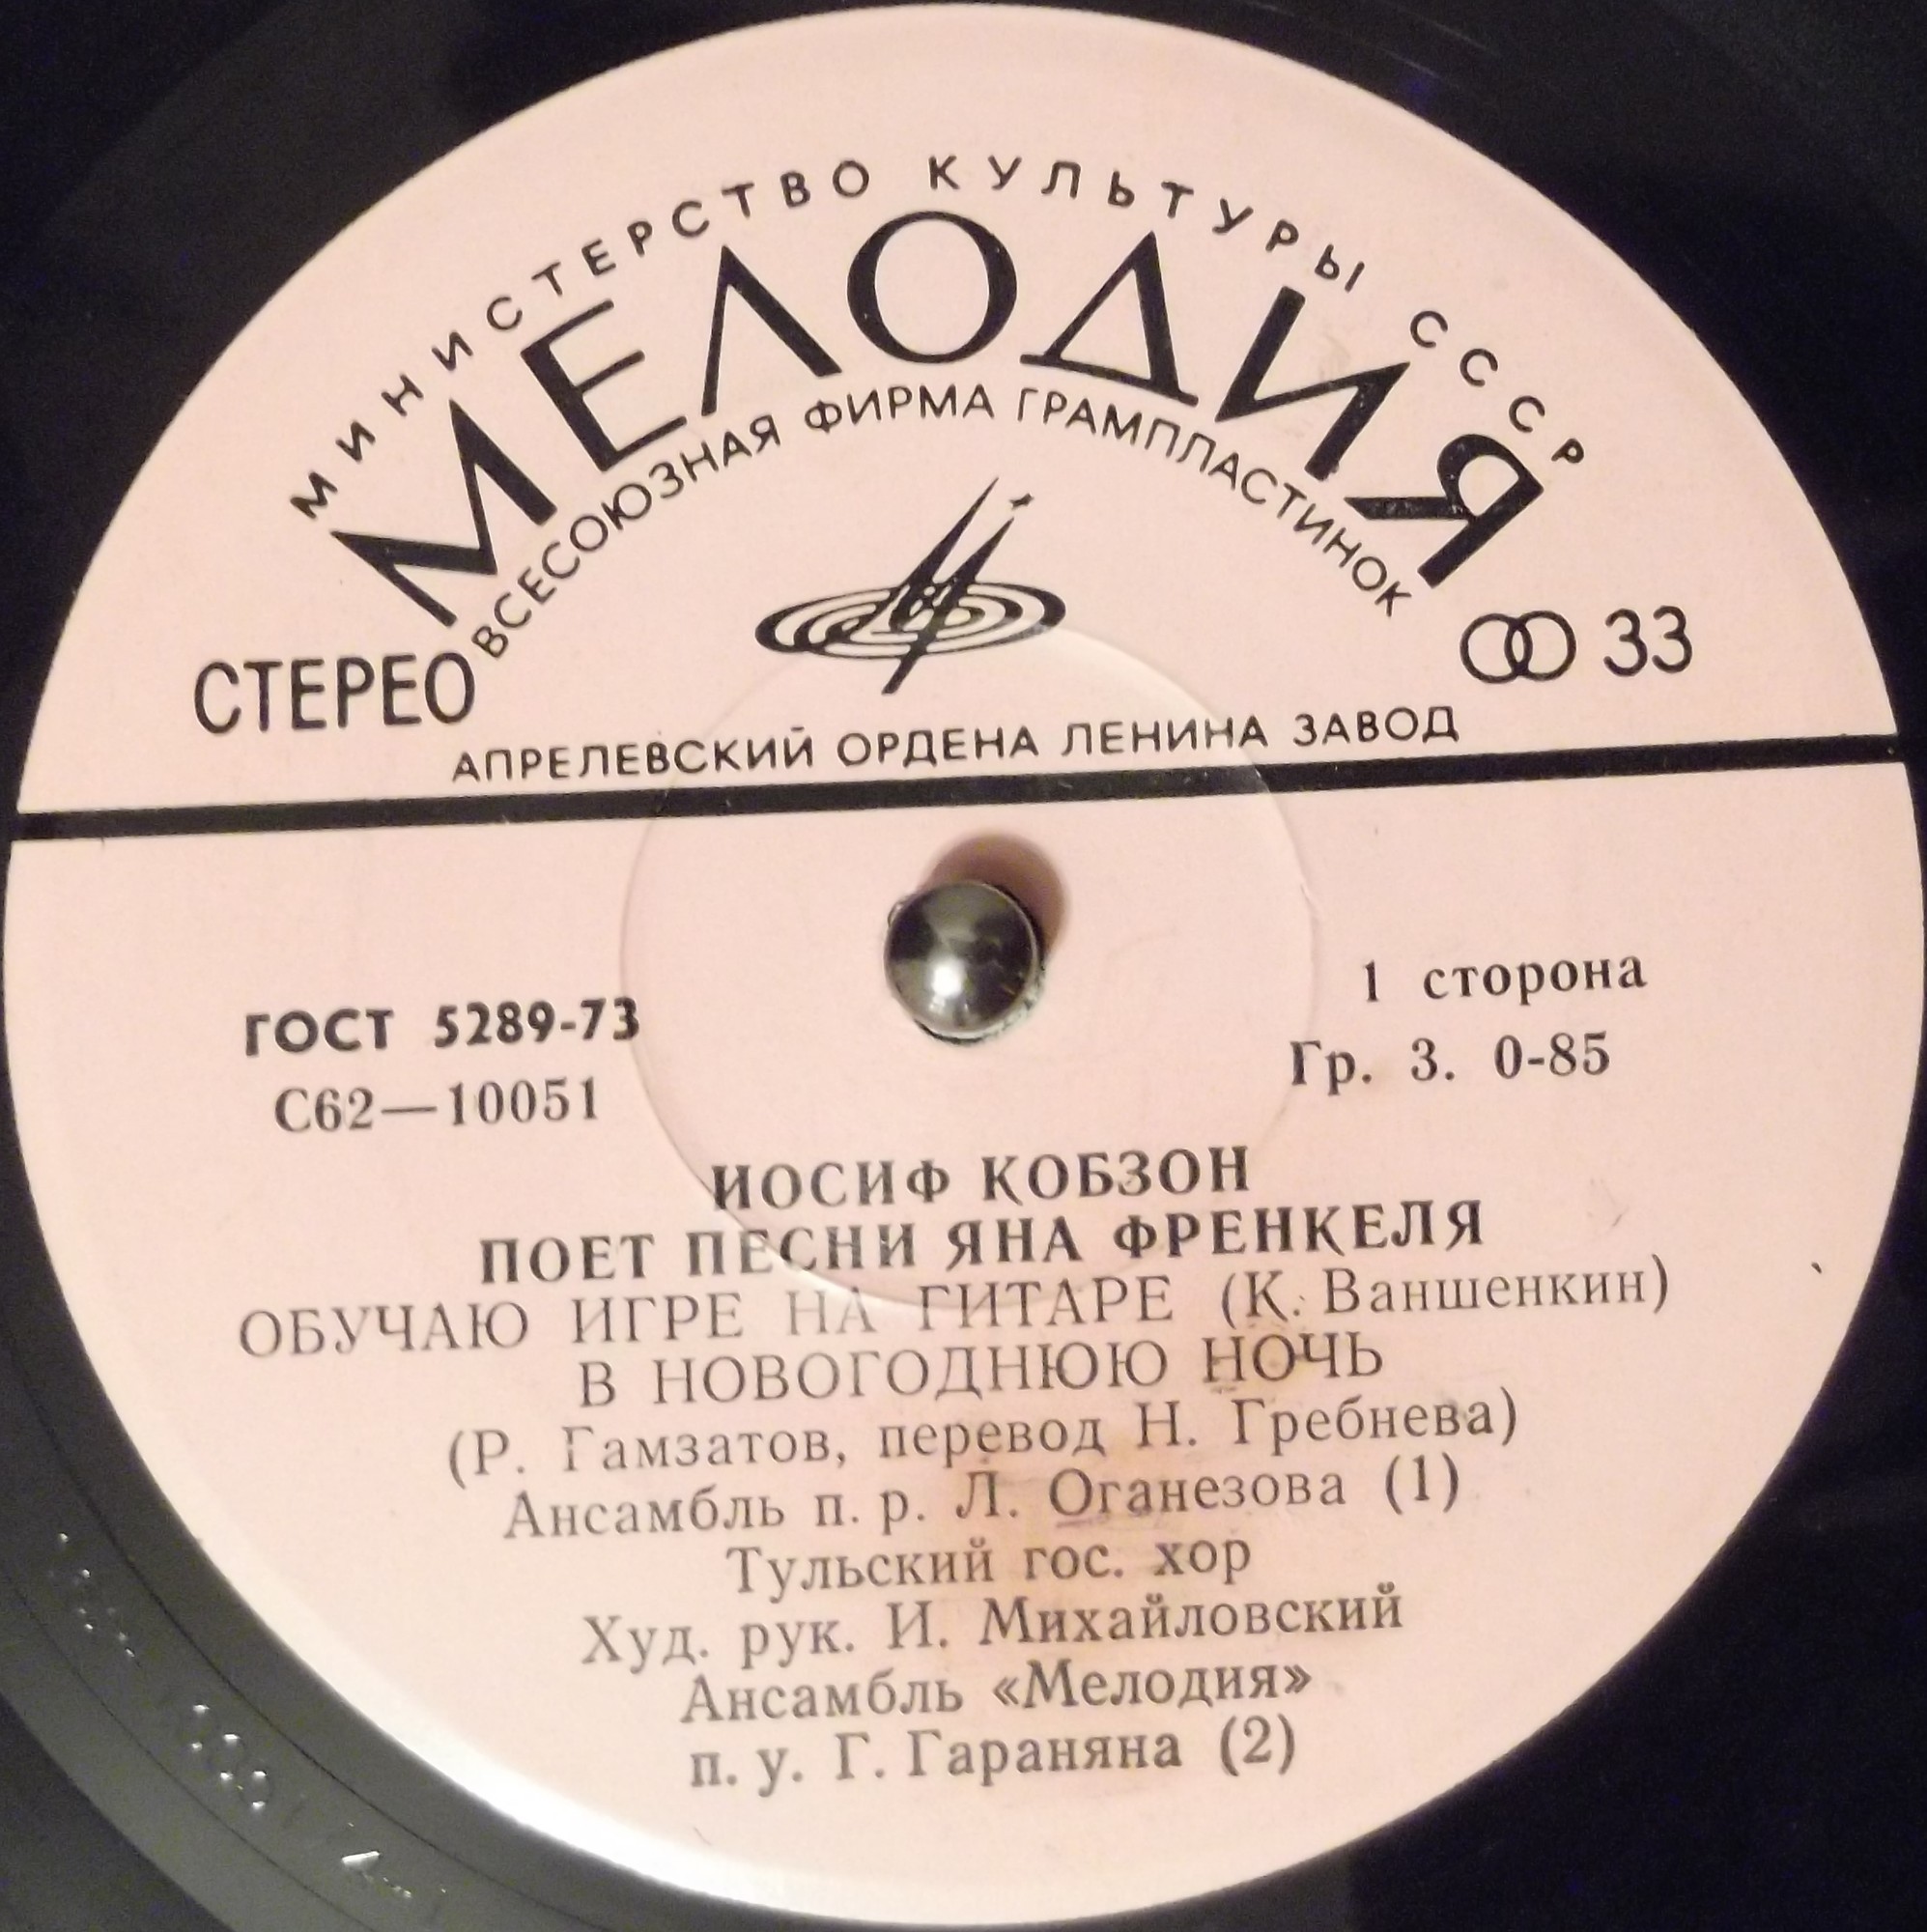 МИНИСТЕРСТВО КУЛЬТУРЫ СССР
МЕЛОДИЯ
ВСЕСОЮЗНАЯ ФИРМА ГРАМПЛАСТИНОК
СТЕРЕО
33
АПРЕЛЕВСКИЙ ОРДЕНА ЛЕНИНА ЗАВОД
ГОСТ 5289-73
С62—10051
1 сторона
Гр. 3. 0-85
ИОСИФ КОБЗОН
ПОЕТ ПЕСНИ ЯНА ФРЕНКЕЛЯ
ОБУЧАЮ ИГРЕ НА ГИТАРЕ (К. Ваншенкин)
В НОВОГОДНЮЮ НОЧЬ
(Р. Гамзатов, перевод Н. Гребнева)
Ансамбль п. р. Л. Оганезова (1)
Тульский гос. хор
Худ. рук. И. Михайловский
Ансамбль «Мелодия»
п. у. Г. Гараняна (2)